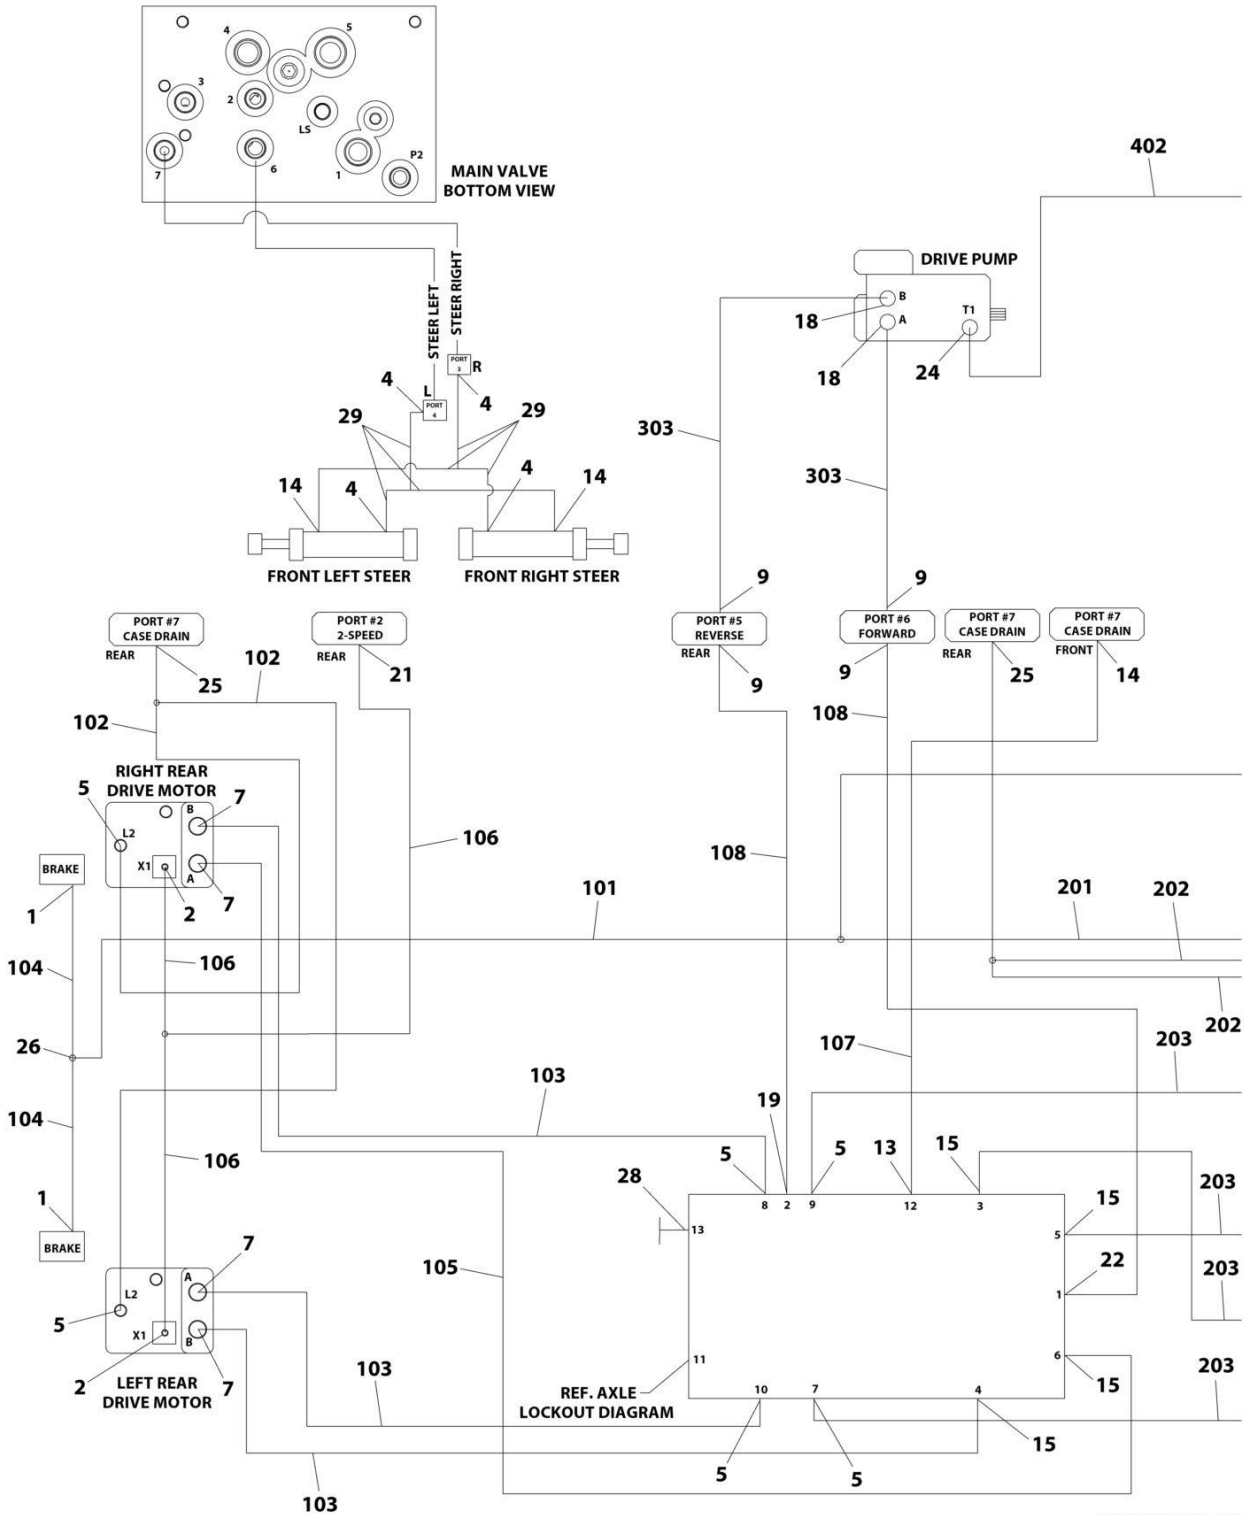 4
5
3
2
LS
7
6
1
P2
MAIN VALVE
BOTTOM VIEW
402
DRIVE PUMP
B
A
T1
18
18
24
STEER LEFT
STEER RIGHT
PORT
3
R
L
PORT
4
4
4
29
29
303
303
14
4
4
14
FRONT LEFT STEER
FRONT RIGHT STEER
9
9
PORT #7
CASE DRAIN
REAR
PORT #2
2-SPEED
REAR
PORT #5
REVERSE
REAR
PORT #6
FORWARD
PORT #7
CASE DRAIN
REAR
PORT #7
CASE DRAIN
FRONT
25
102
21
9
9
25
14
102
108
RIGHT REAR
DRIVE MOTOR
5
7
B
L2
X1
A
BRAKE
106
108
1
2
7
101
201
202
104
106
202
26
107
203
103
104
19
106
5
5
13
15
28
203
1
8
2
9
12
3
15
13
5
BRAKE
7
105
22
203
A
L2
1
5
X1
B
6
11
203
2
7
103
REF. AXLE
LOCKOUT DIAGRAM
10
7
4
15
LEFT REAR
DRIVE MOTOR
15
5
5
103